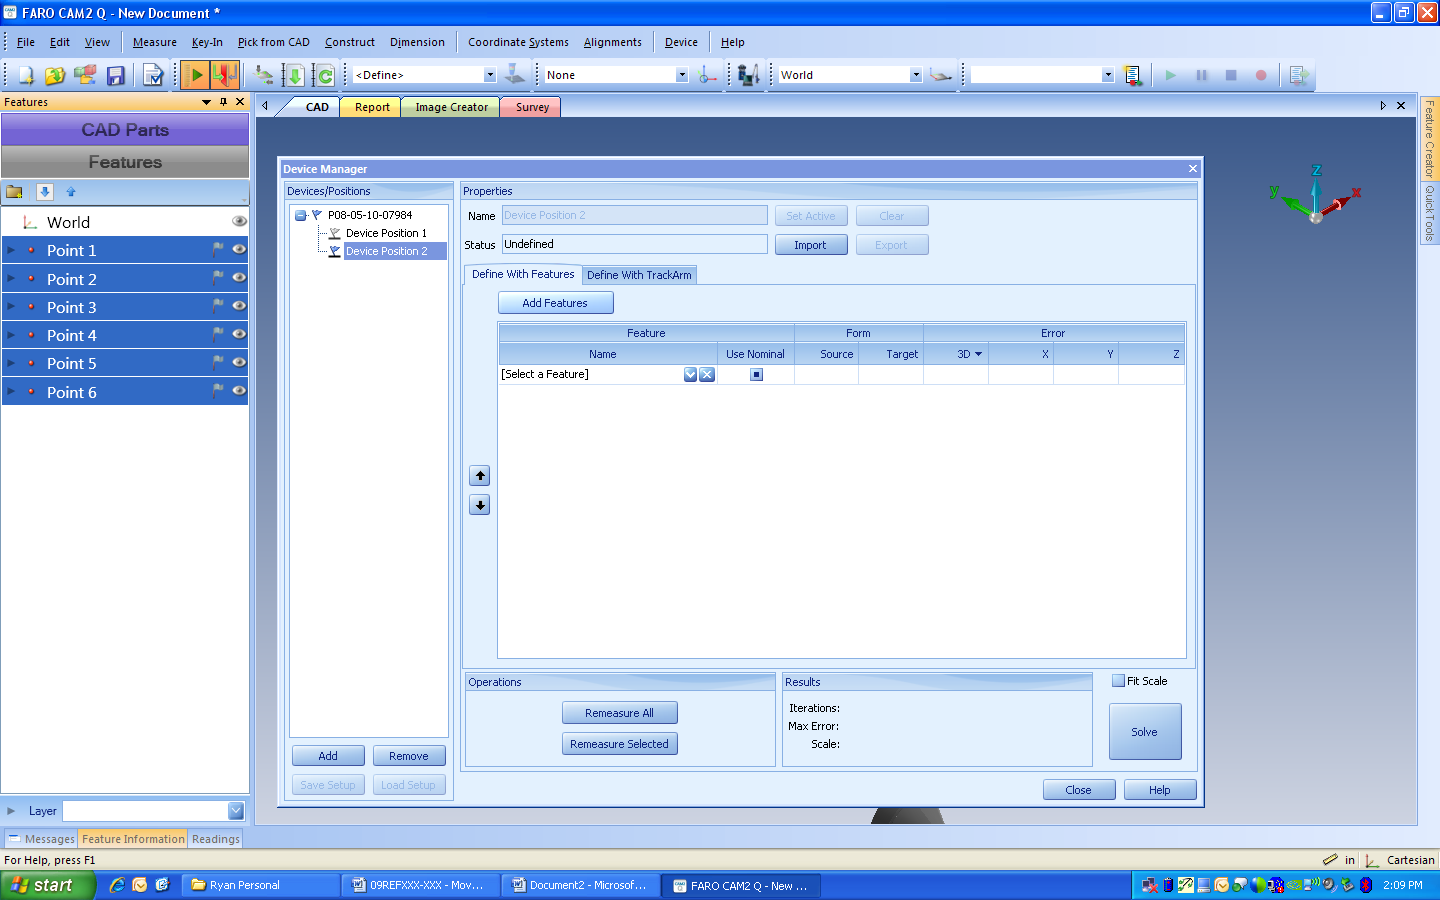 FARO CAM2 Q - New Document *
File Edit View Measure Key-In Pick from CAD Construct Dimension Coordinate Systems Alignments Device Help
<Define> None World
Features
CAD Report Image Creator Survey
CAD Parts
Features
World
Point 1
Point 2
Point 3
Point 4
Point 5
Point 6
Layer
Device Manager
Devices/Positions
P08-05-10-07984
Device Position 1
Device Position 2
Add Remove
Save Setup Load Setup
Properties
Name Device Position 2 Set Active Clear
Status Undefined Import Export
Define With Features Define With TrackArm
Add Features
Feature Form Error
Name Use Nominal Source Target 3D X Y Z
[Select a Feature]
Operations
Remeasure All
Remeasure Selected
Results
Iterations:
Max Error:
Scale:
Fit Scale
Solve
Close Help
z
y x
Feature Creator
Quick Tools
Messages Feature Information Readings
For Help, press F1 in Cartesian
start Ryan Personal 09REFXXX-XXX - Mov... Document2 - Microsof... FARO CAM2 Q - New ... 2:09 PM